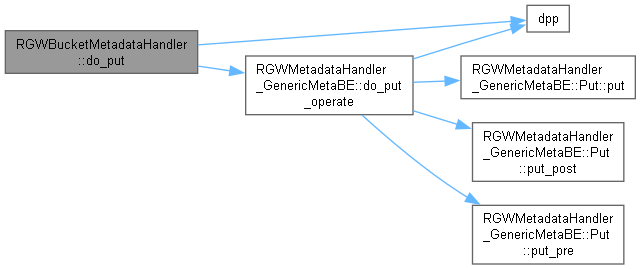 RGWBucketMetadataHandler
::do_put
dpp
RGWMetadataHandler
_GenericMetaBE::do_put
_operate
RGWMetadataHandler
_GenericMetaBE::Put::put
RGWMetadataHandler
_GenericMetaBE::Put
::put_post
RGWMetadataHandler
_GenericMetaBE::Put
::put_pre